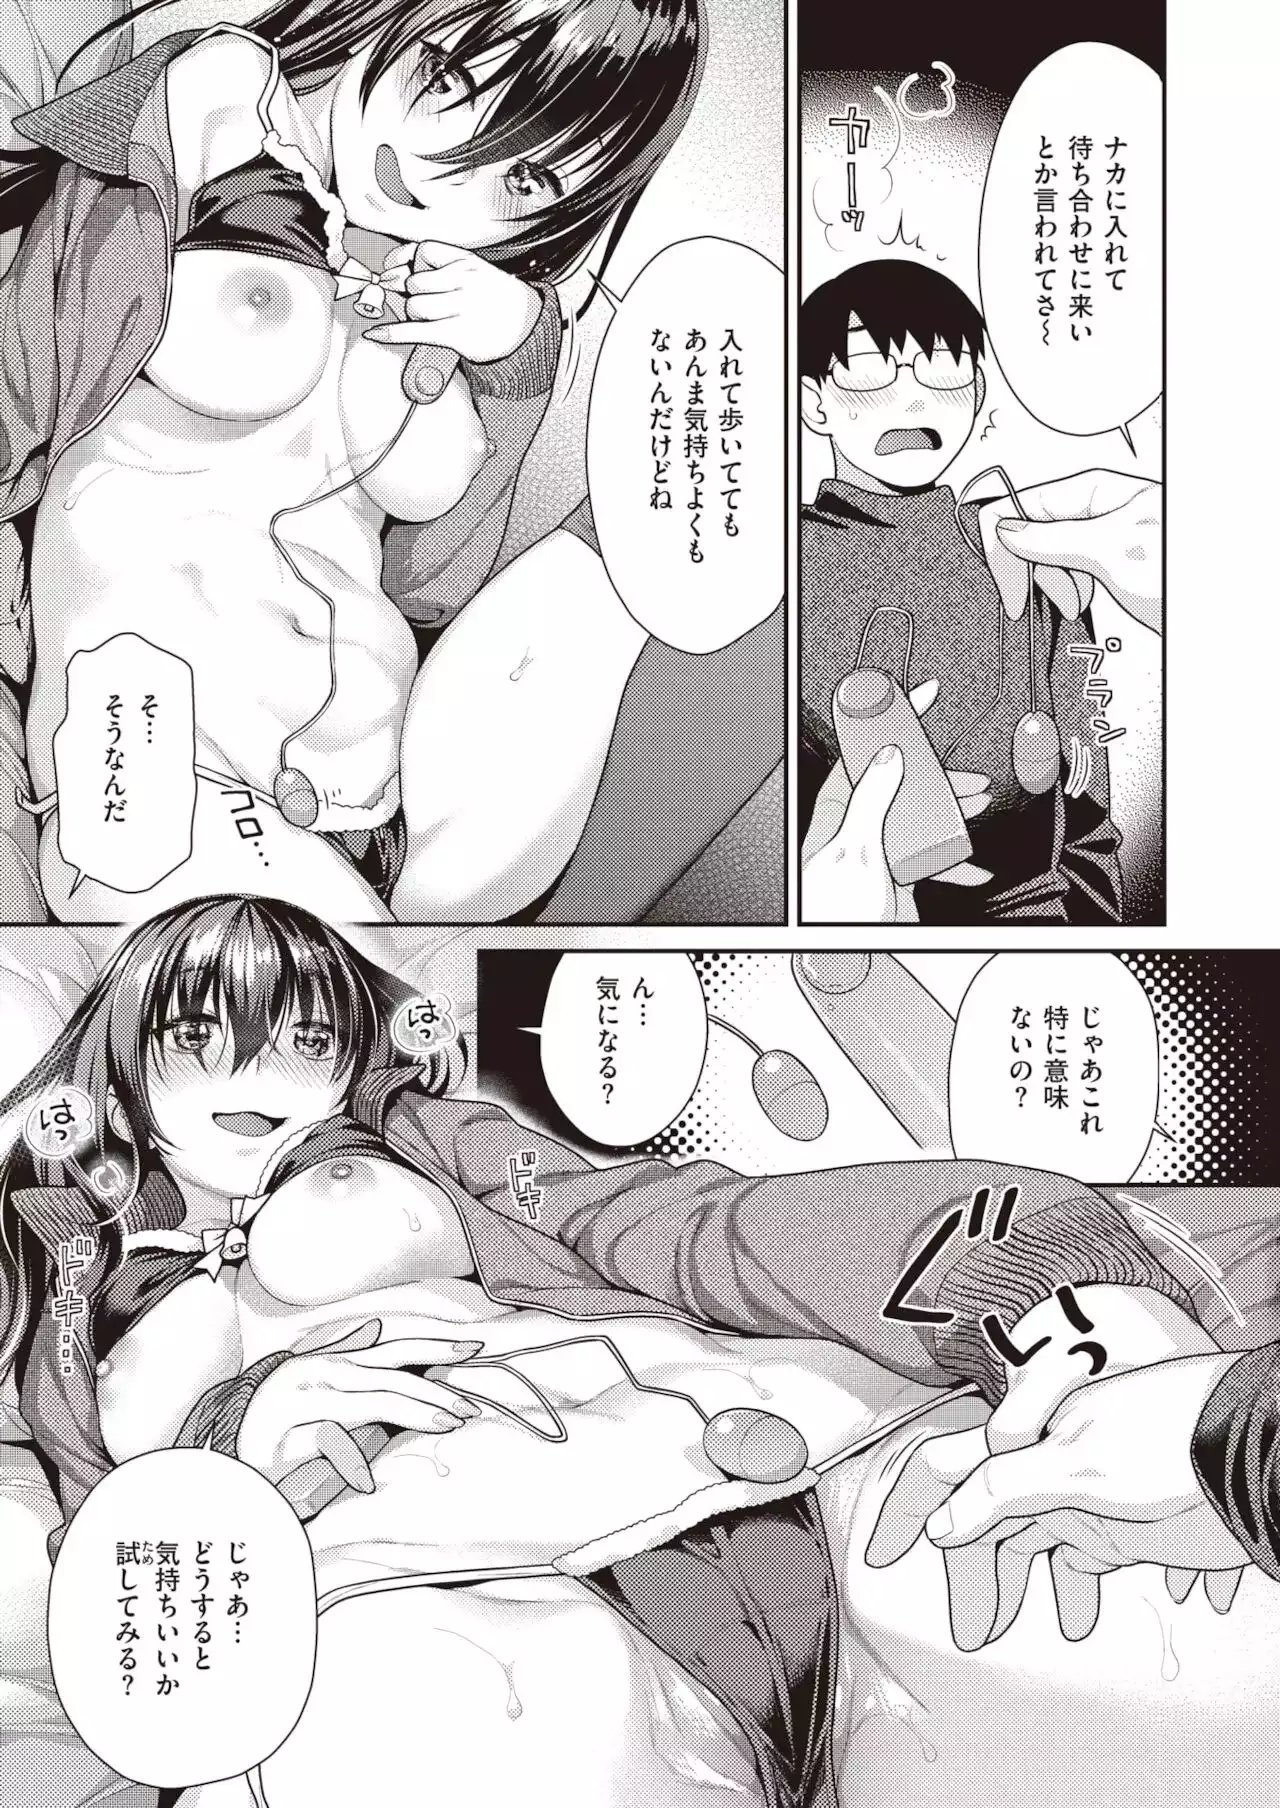 ナカに入れて
待ち合わせに来い
とか言われてさ〜
カーーッ
プラン
入れて歩いてても
あんま気持ちよくも
ないんだけどね
そ…
そうなんだ
コロ…
じゃあこれ
特に意味
ないの？
ん…
気になる？
はっ
はっ
ドキ
ドキ…
ぐいっ
じゃあ…
どうすると
気持ちいいか
試してみる？
ため